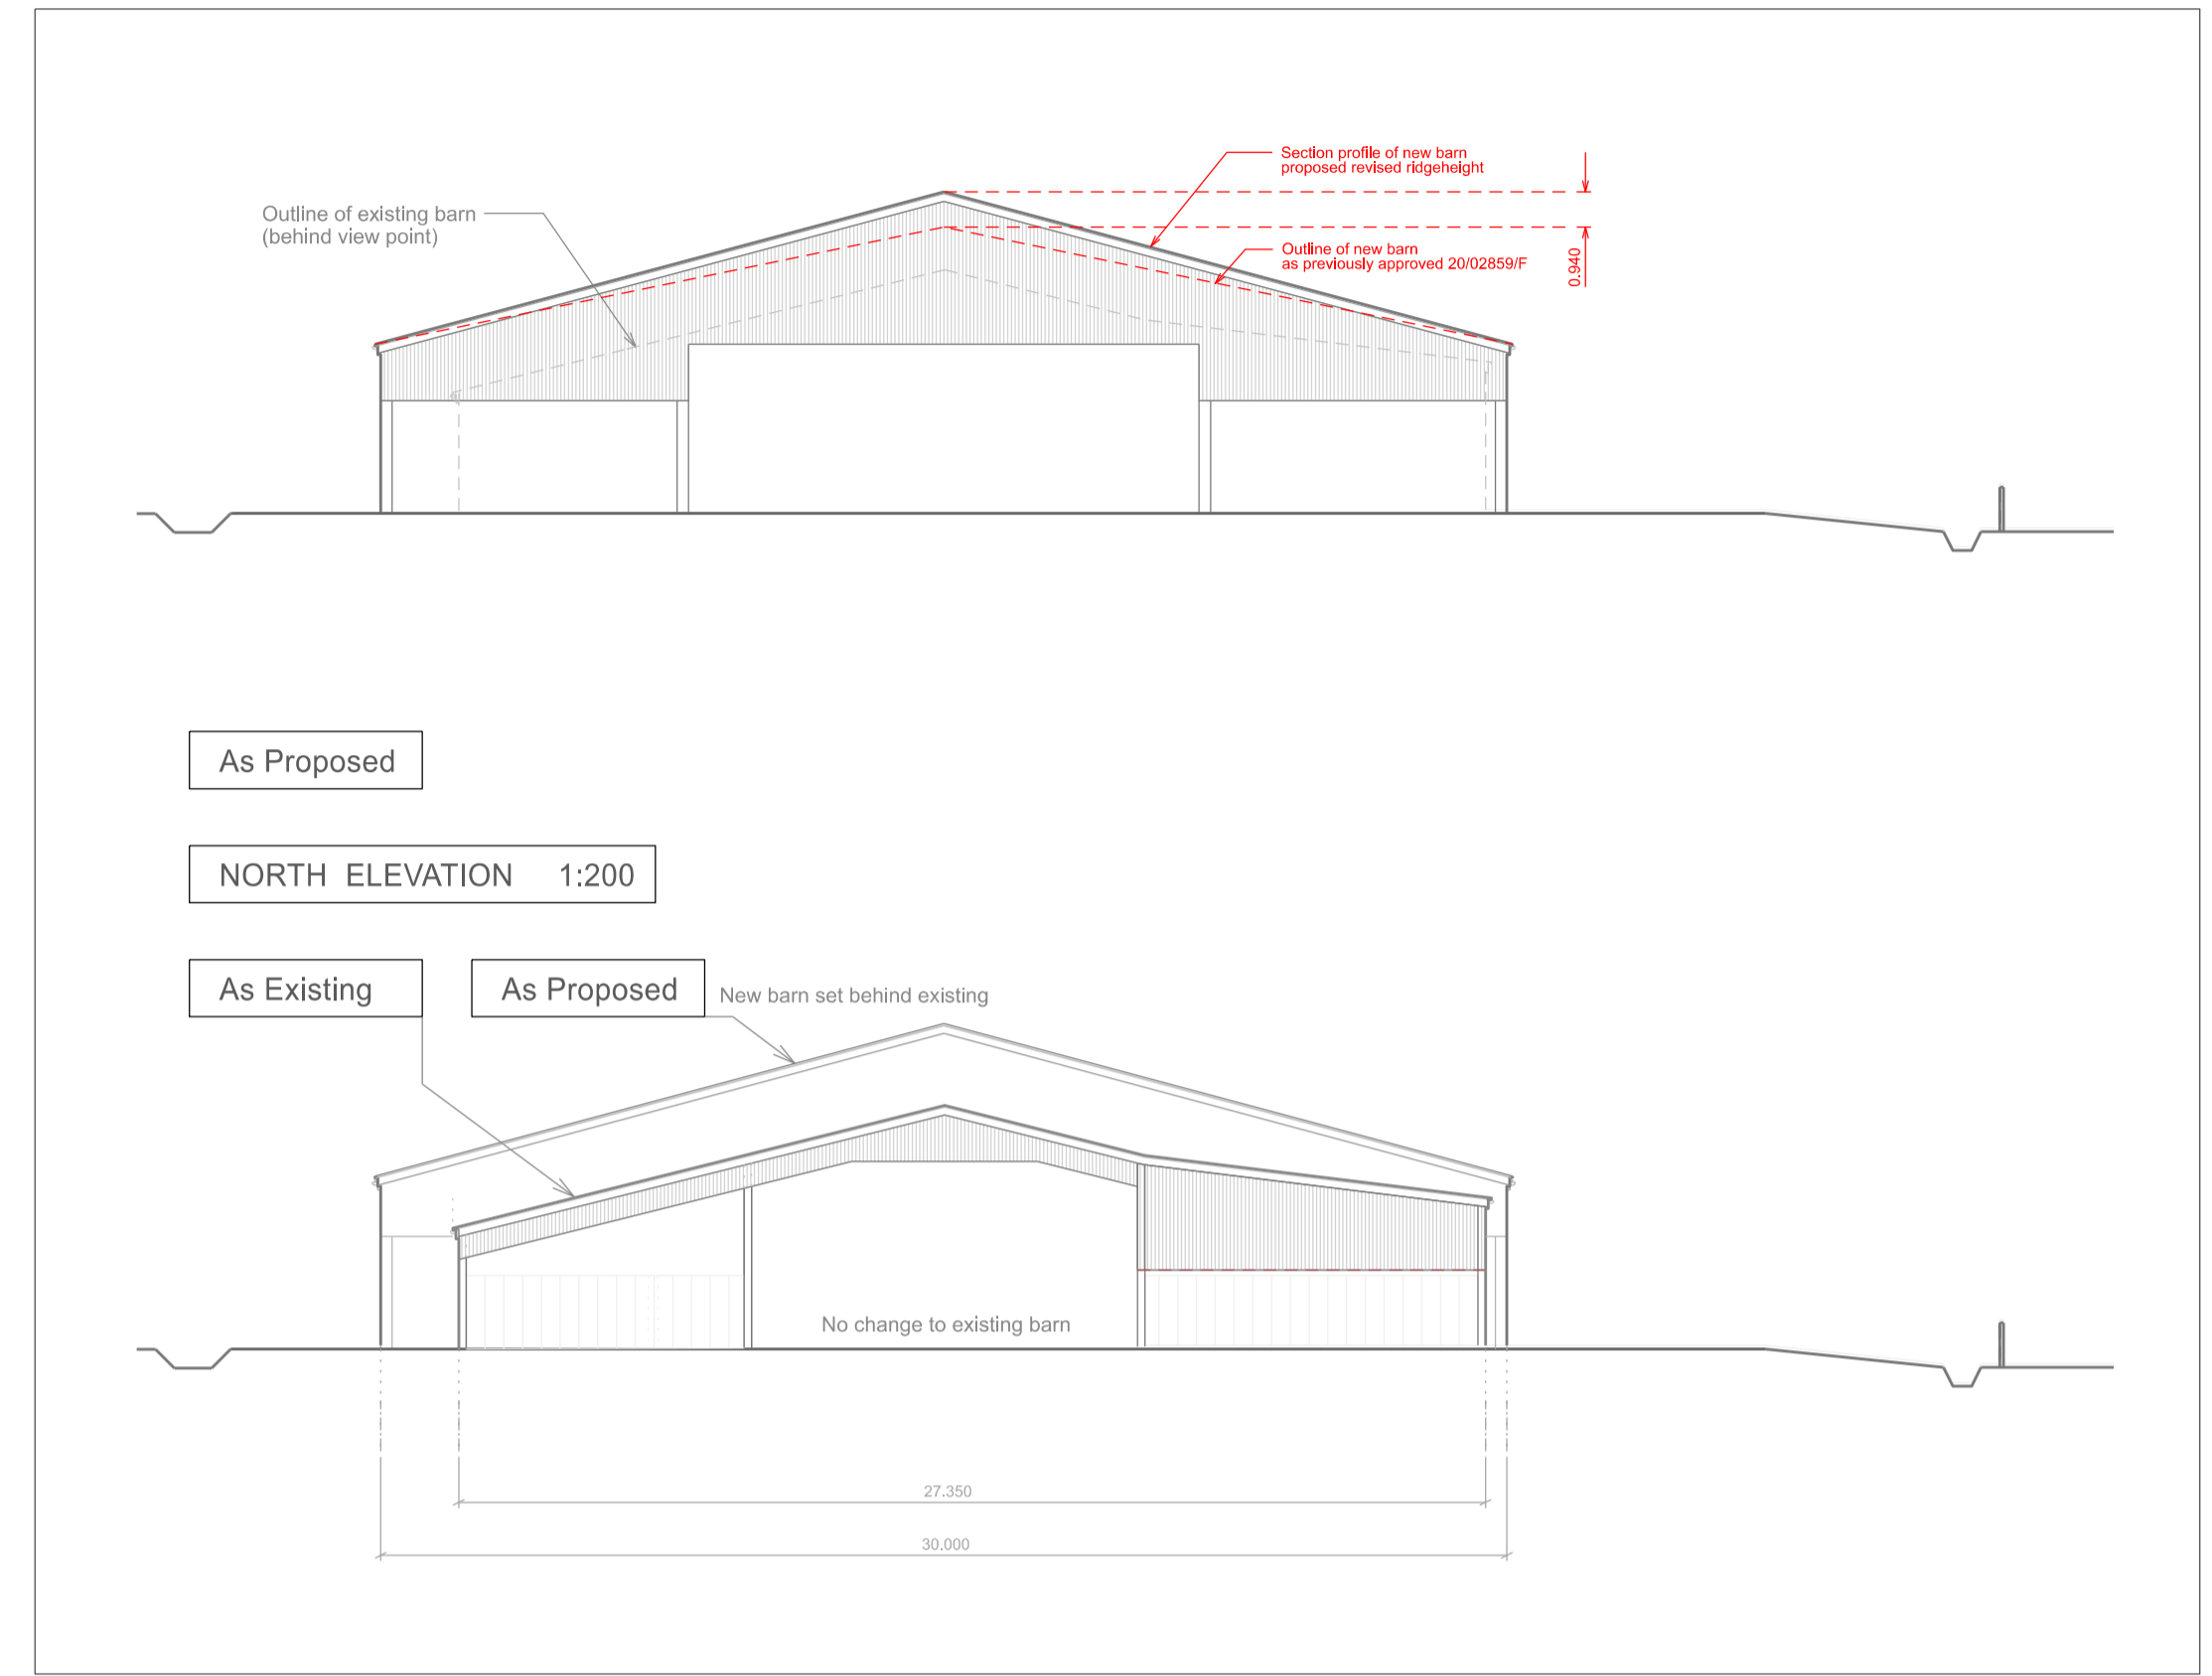 Section profile of new barn
proposed revised ridgeheight
Outline of existing barn
(behind view point)
Outline of new barn
as previously approved 20/02859/F
0.940
As Proposed
NORTH ELEVATION 1:200
As Existing
As Proposed
New barn set behind existing
No change to existing barn
27.350
30.000